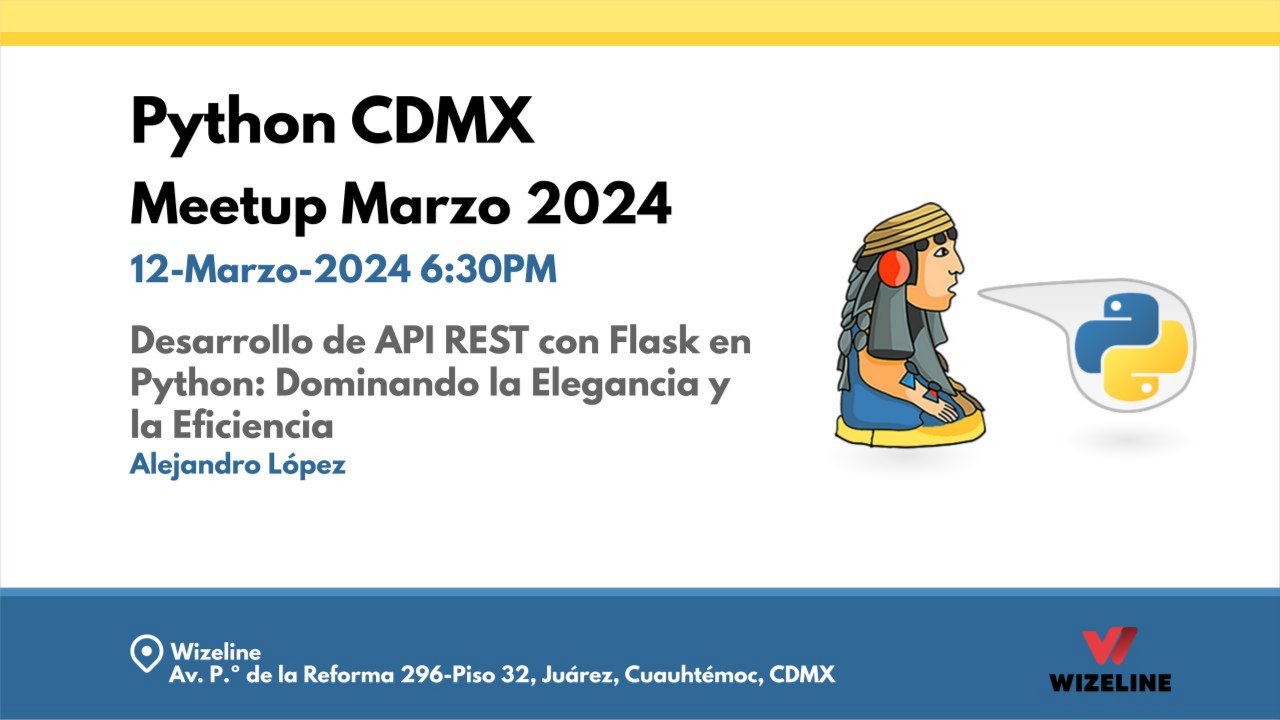 Python CDMX
Meetup Marzo 2024
12-Marzo-2024 6:30PM
Desarrollo de API REST con Flask en
Python: Dominando la Elegancia y
la Eficiencia
Alejandro López
Wizeline
Av. P.º de la Reforma 296-Piso 32, Juárez, Cuauhtémoc, CDMX
WIZELINE